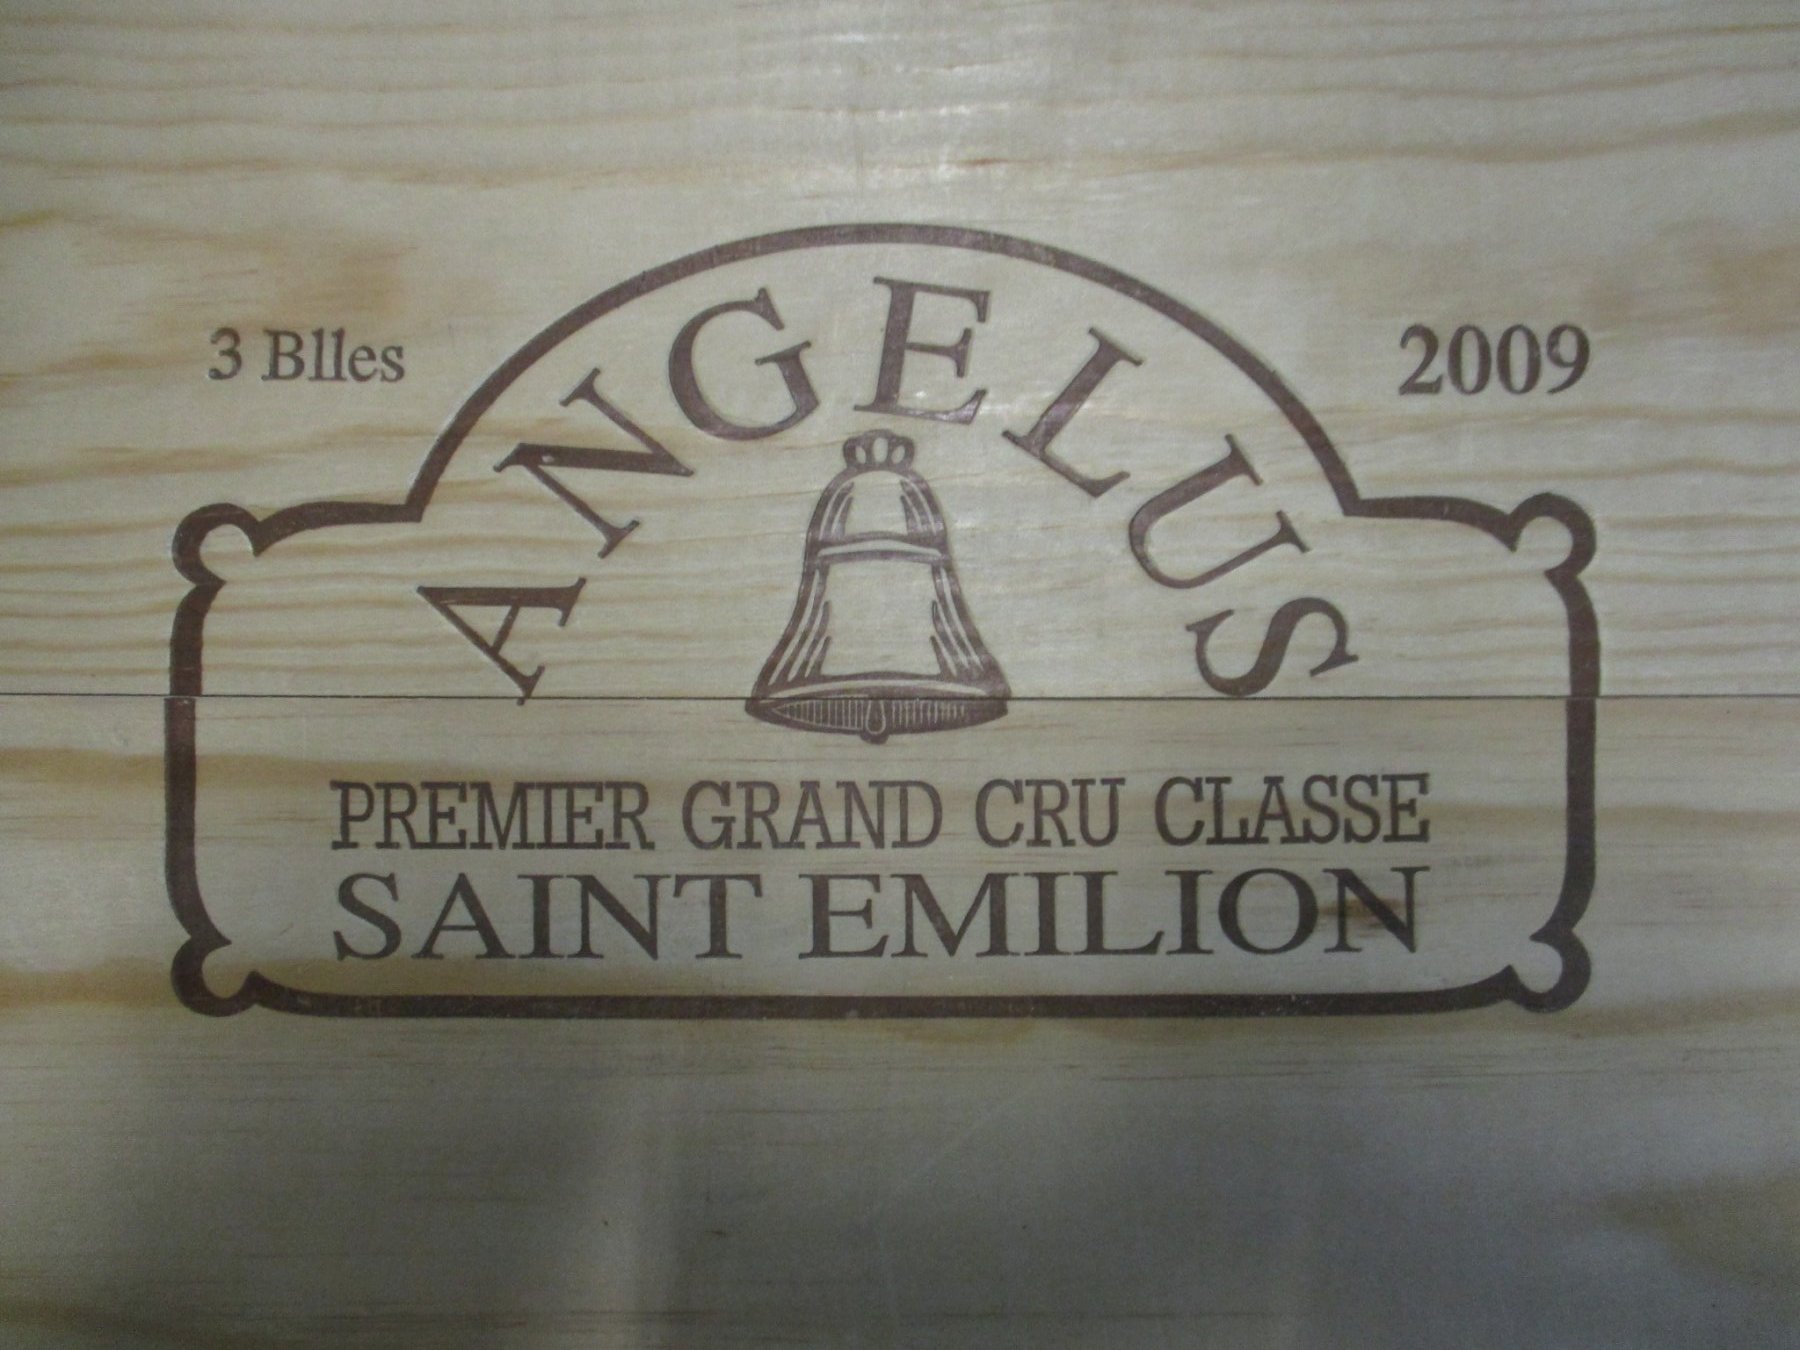 3 Blles
2009
ANGELUS
PREMIER GRAND CRU CLASSE
SAINT EMILION